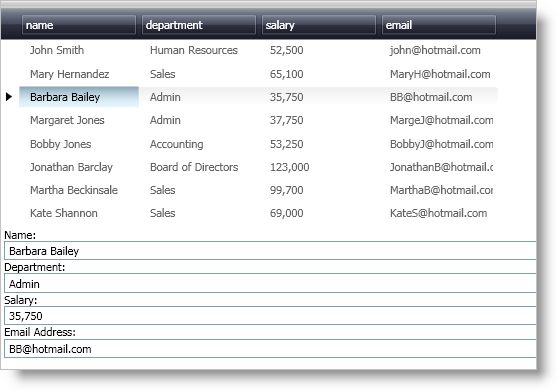 name department salary email
John Smith Human Resources 52,500 john@hotmail.com
Mary Hernandez Sales 65,100 MaryH@hotmail.com
Barbara Bailey Admin 35,750 BB@hotmail.com
Margaret Jones Admin 37,750 MargeJ@hotmail.com
Bobby Jones Accounting 53,250 BobbyJ@hotmail.com
Jonathan Barclay Board of Directors 123,000 JonathanB@hotmail.cor
Martha Beckinsale Sales 99,700 MarthaB@hotmail.cor
Kate Shannon Sales 69,000 KateS@hotmail.com
Name:
Barbara Bailey
Department:
Admin
Salary:
35,750
Email Address:
BB@hotmail.com